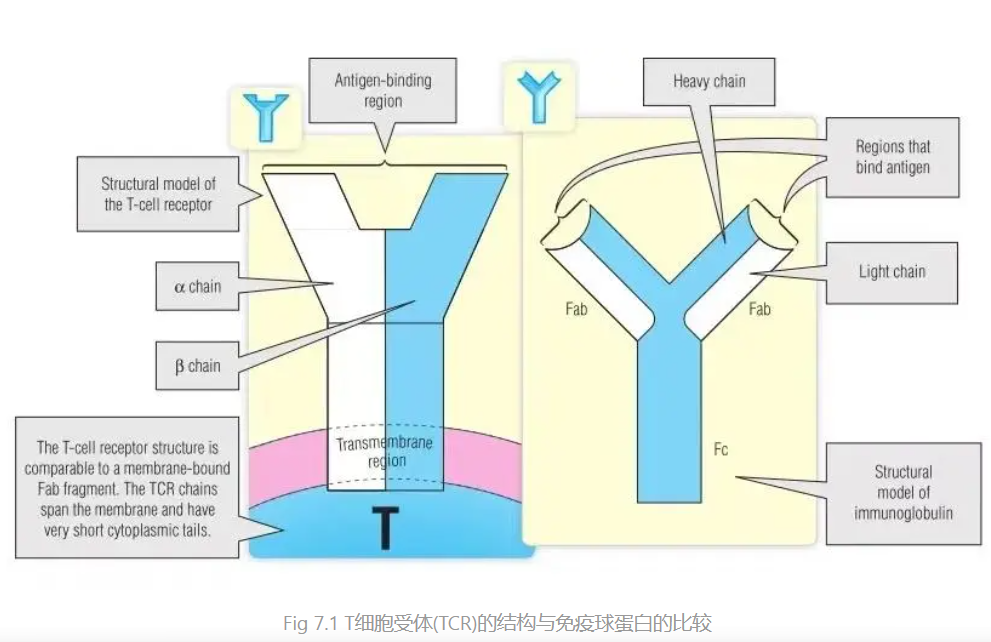 Antigen-binding
region
Heavy chain
Regions that
bind antigen
Structural model of
the T-cell receptor
α chain
Light chain
Fab
Fab
β chain
The T-cell receptor structure is
comparable to a membrane-bound
Fab fragment. The TCR chains
span the membrane and have
very short cytoplasmic tails.
Transmembrane
region
T
Fc
Structural
model of
immunoglobulin
Fig 7.1 T细胞受体(TCR)的结构与免疫球蛋白的比较